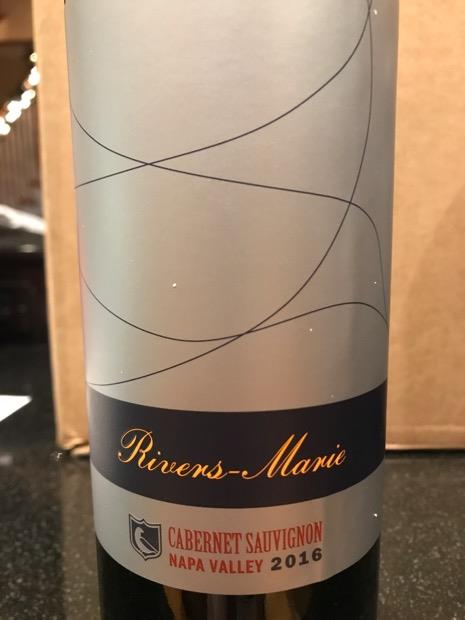 Rivers-Marie
CABERNET SAUVIGNON
NAPA VALLEY 2016